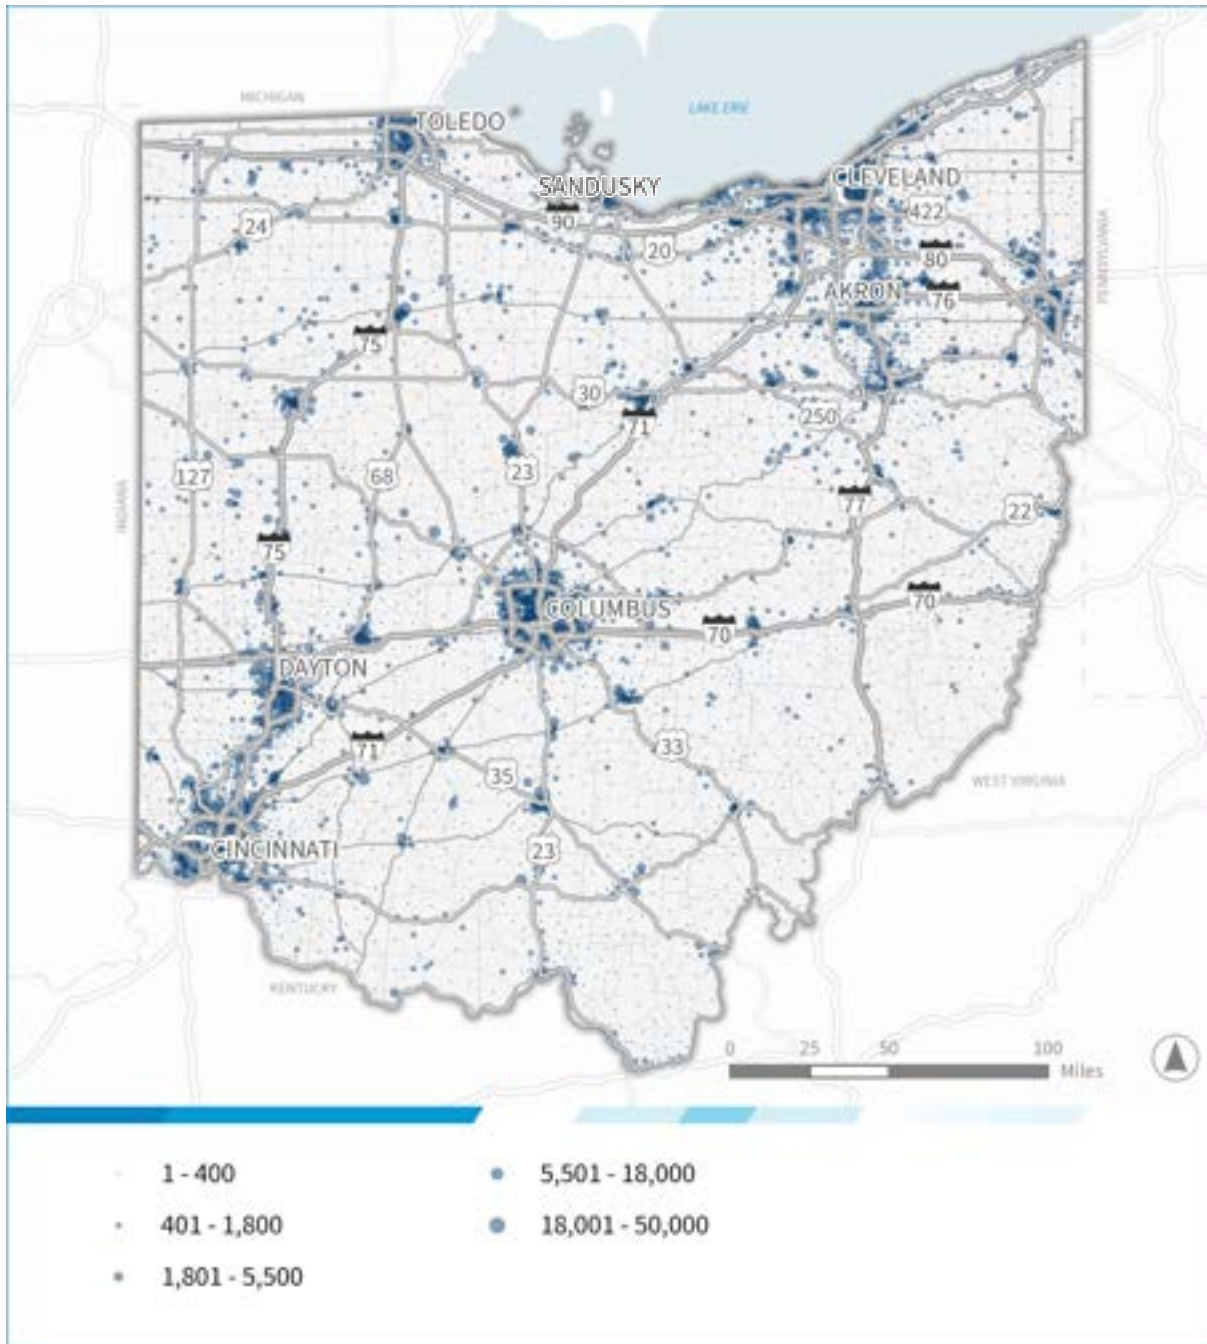 MICHIGAN
LAKE ERIE
TOLEDO
SANDUSKY
CLEVELAND
90
422
24
20
80
PENNSYLVANIA
AKRON
76
75
30
71
250
127
68
23
77
22
INDIANA
75
70
COLUMBUS
70
DAYTON
71
33
35
WEST VIRGINIA
CINCINNATI
23
KENTUCKY
0 25 50 100
Miles
1 - 400
401 - 1,800
1,801 - 5,500
5,501 - 18,000
18,001 - 50,000